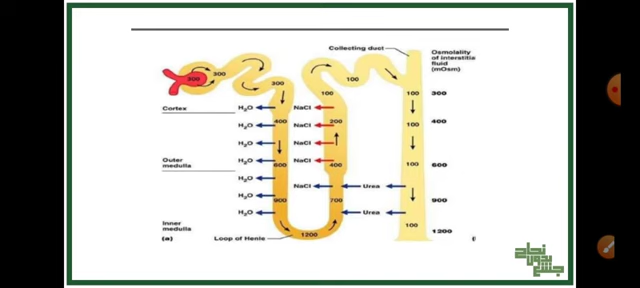 Collecting duct
Osmolality
of interstitia
fluid
(mOsm)
300
300
300
100
100
100
300
Cortex
H₂O
NaCl
H₂O
400
NaCl
200
100
400
H₂O
NaCl
Outer
medulla
H₂O
600
NaCl
400
100
600
H₂O
NaCl
Urea
H₂O
900
700
900
H₂O
Urea
100
1200
Inner
medulla
1200
(a)
Loop of Henle